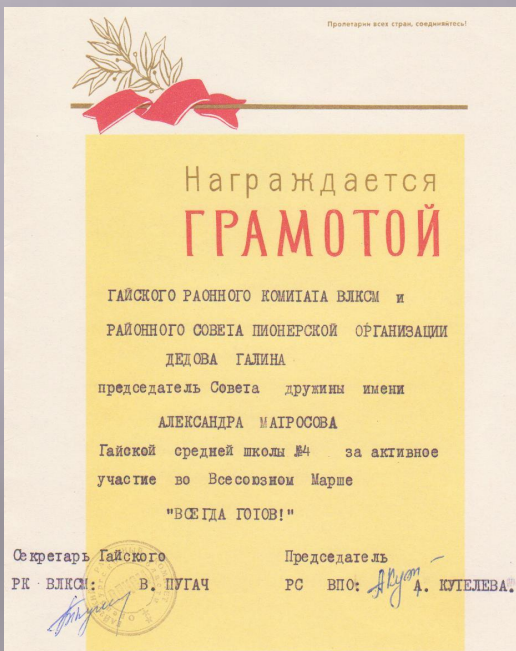 Пролетарии всех стран, соединяйтесь!
Награждается
ГРАМОТОЙ
ГАЙСКОГО РАОННОГО КОМИТАТА ВЛКСМ и
РАЙОННОГО СОВЕТА ПИОНЕРСКОЙ ОРГАНИЗАЦИИ
ДЕДОВА ГАЛИНА
председатель Совета дружины имени
АЛЕКСАНДРА МАТРОСОВА
Гайской средней школы №4 за активное
участие во Всесоюзном Марше
"ВСЕГДА ГОТОВ!"
Секретарь Гайского Председатель
РК ВЛКСМ: В. ПУГАЧ РС ВПО: А. КУТЕЛЕВА.